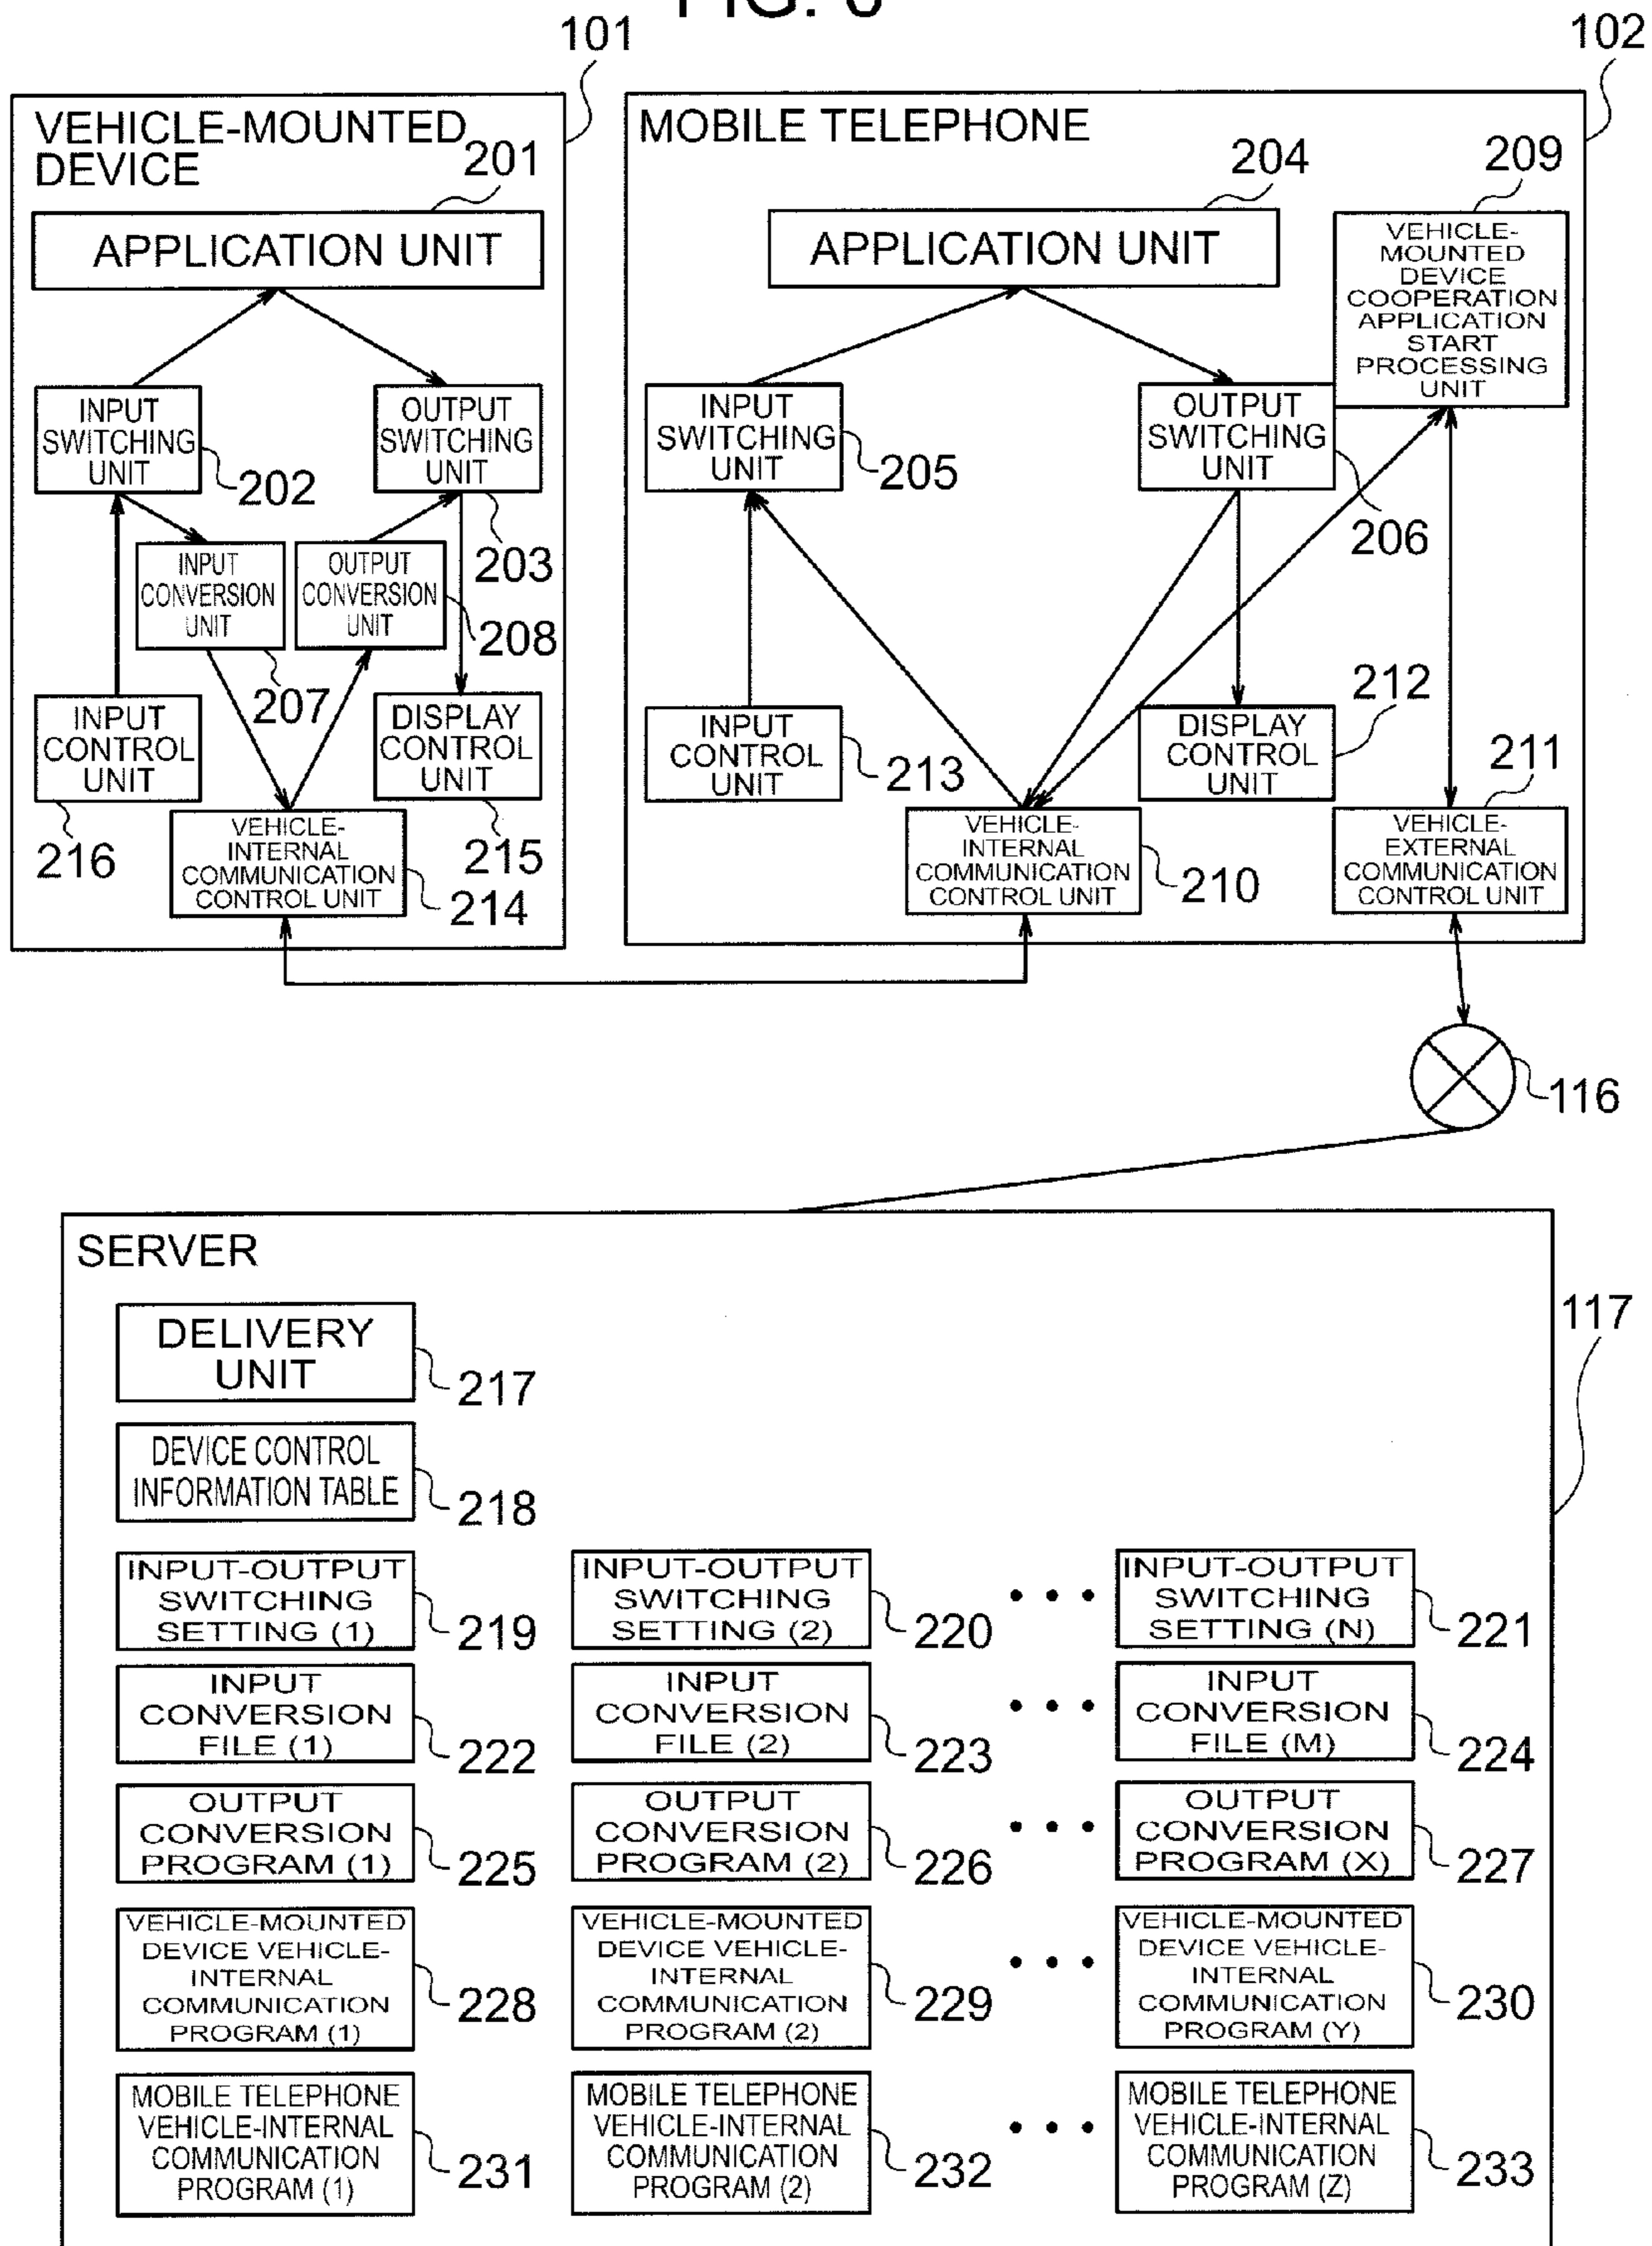 101
102
VEHICLE-MOUNTED
DEVICE
201
APPLICATION UNIT
INPUT
SWITCHING
UNIT
202
OUTPUT
SWITCHING
UNIT
203
INPUT
CONVERSION
UNIT
207
OUTPUT
CONVERSION
UNIT
208
INPUT
CONTROL
UNIT
216
DISPLAY
CONTROL
UNIT
215
VEHICLE-
INTERNAL
COMMUNICATION
CONTROL UNIT
214
MOBILE TELEPHONE
204
APPLICATION UNIT
209
VEHICLE-
MOUNTED
DEVICE
COOPERATION
APPLICATION
START
PROCESSING
UNIT
INPUT
SWITCHING
UNIT
205
OUTPUT
SWITCHING
UNIT
206
INPUT
CONTROL
UNIT
213
DISPLAY
CONTROL
UNIT
212
VEHICLE-
INTERNAL
COMMUNICATION
CONTROL UNIT
210
211
VEHICLE-
EXTERNAL
COMMUNICATION
CONTROL UNIT
116
SERVER
117
DELIVERY
UNIT
217
DEVICE CONTROL
INFORMATION TABLE
218
INPUT-OUTPUT
SWITCHING
SETTING (1)
219
INPUT-OUTPUT
SWITCHING
SETTING (2)
220
• • •
INPUT-OUTPUT
SWITCHING
SETTING (N)
221
INPUT
CONVERSION
FILE (1)
222
INPUT
CONVERSION
FILE (2)
223
• • •
INPUT
CONVERSION
FILE (M)
224
OUTPUT
CONVERSION
PROGRAM (1)
225
OUTPUT
CONVERSION
PROGRAM (2)
226
• • •
OUTPUT
CONVERSION
PROGRAM (X)
227
VEHICLE-MOUNTED
DEVICE VEHICLE-
INTERNAL
COMMUNICATION
PROGRAM (1)
228
VEHICLE-MOUNTED
DEVICE VEHICLE-
INTERNAL
COMMUNICATION
PROGRAM (2)
229
• • •
VEHICLE-MOUNTED
DEVICE VEHICLE-
INTERNAL
COMMUNICATION
PROGRAM (Y)
230
MOBILE TELEPHONE
VEHICLE-INTERNAL
COMMUNICATION
PROGRAM (1)
231
MOBILE TELEPHONE
VEHICLE-INTERNAL
COMMUNICATION
PROGRAM (2)
232
• • •
MOBILE TELEPHONE
VEHICLE-INTERNAL
COMMUNICATION
PROGRAM (Z)
233